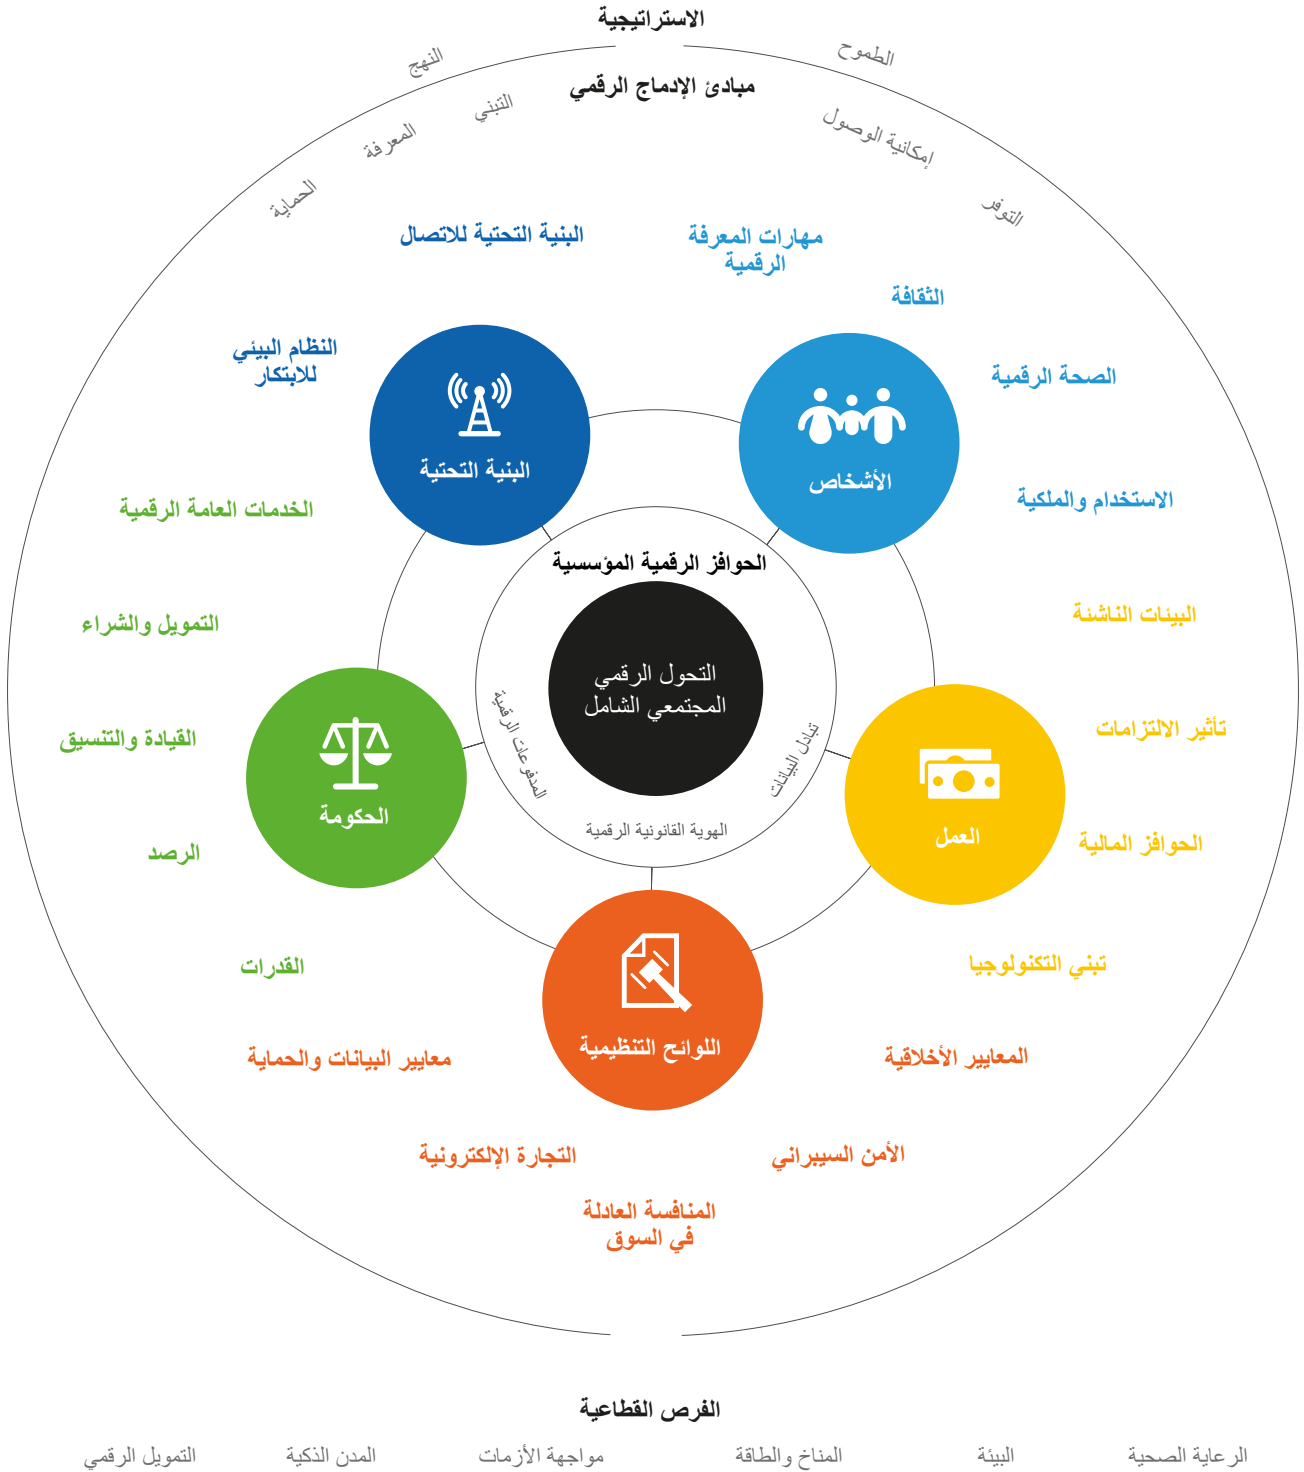 الاستراتيجية
الطموح
النهج
مبادئ الإدماج الرقمي
إمكانية الوصول
التوفر
التبني
المعرفة
الحماية
مهارات المعرفة
الرقمية
الثقافة
الصحة الرقمية
الاستخدام والملكية
الأشخاص
البنية التحتية للاتصال
النظام البيئي
للابتكار
البنية التحتية
الخدمات العامة الرقمية
التمويل والشراء
القيادة والتنسيق
الرصد
القدرات
الحكومة
الحوافز الرقمية المؤسسية
التحول الرقمي
المجتمعي الشامل
تبادل البيانات
الهوية القانونية الرقمية
المدفوعات الرقمية
البيئات الناشئة
تأثير الالتزامات
الحوافز المالية
تبني التكنولوجيا
العمل
اللوائح التنظيمية
المعايير الأخلاقية
الأمن السيبراني
المنافسة العادلة
في السوق
التجارة الإلكترونية
معايير البيانات والحماية
الفرص القطاعية
الرعاية الصحية
البيئة
المناخ والطاقة
مواجهة الأزمات
المدن الذكية
التمويل الرقمي